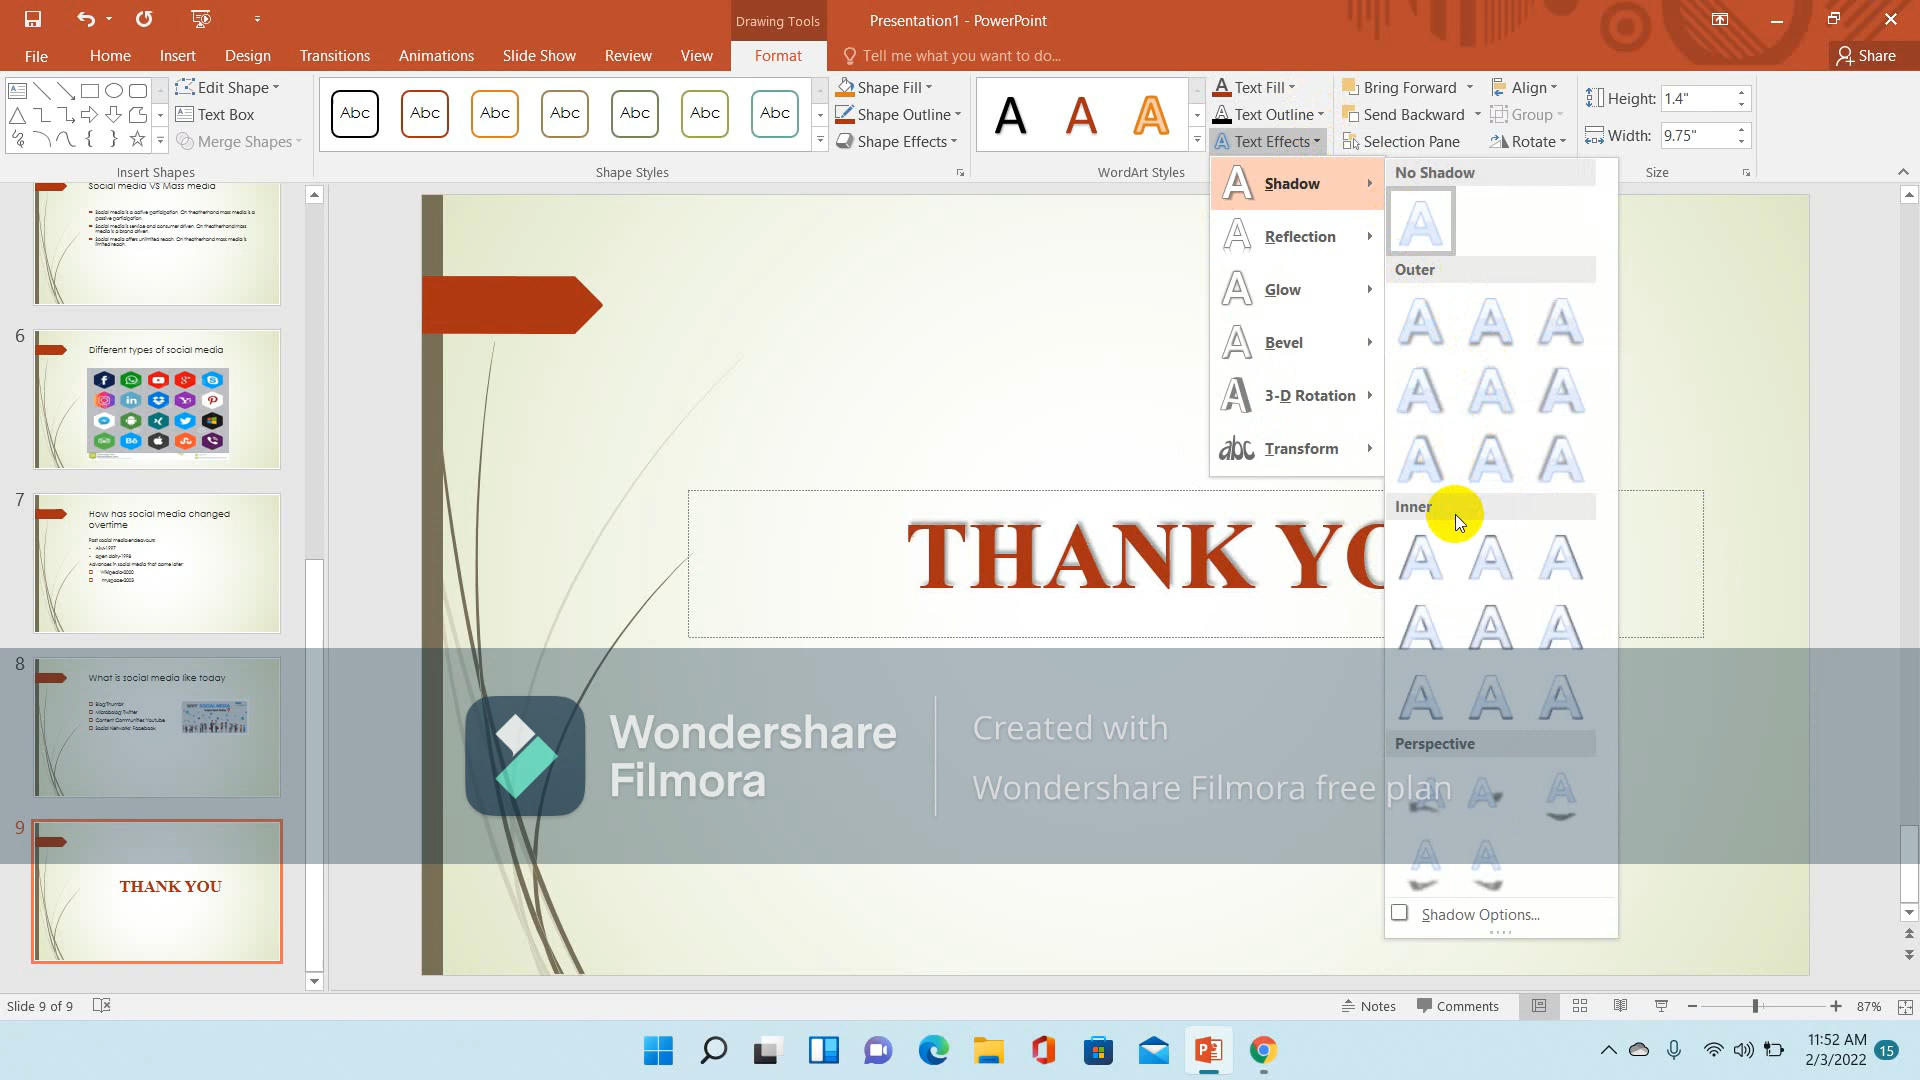 Drawing Tools
Presentation1 - PowerPoint
File
Home
Insert
Design
Transitions
Animations
Slide Show
Review
View
Format
Tell me what you want to do...
Share
Edit Shape
Text Box
Merge Shapes
Insert Shapes
Abc
Abc
Abc
Abc
Abc
Abc
Abc
Shape Styles
Shape Fill
Shape Outline
Shape Effects
A
A
A
WordArt Styles
Text Fill
Text Outline
Text Effects
Bring Forward
Send Backward
Selection Pane
Align
Group
Rotate
Height:
1.4"
Width:
9.75"
Size
Shadow
Reflection
Glow
Bevel
3-D Rotation
Transform
No Shadow
Outer
Inner
Perspective
Shadow Options...
Social media VS Mass media
6
Different types of social media
7
How has social media changed
overtime
8
What is social media like today
9
THANK YOU
THANK YO
Wondershare
Filmora
Created with
Wondershare Filmora free plan
Slide 9 of 9
Notes
Comments
87%
11:52 AM
2/3/2022
15